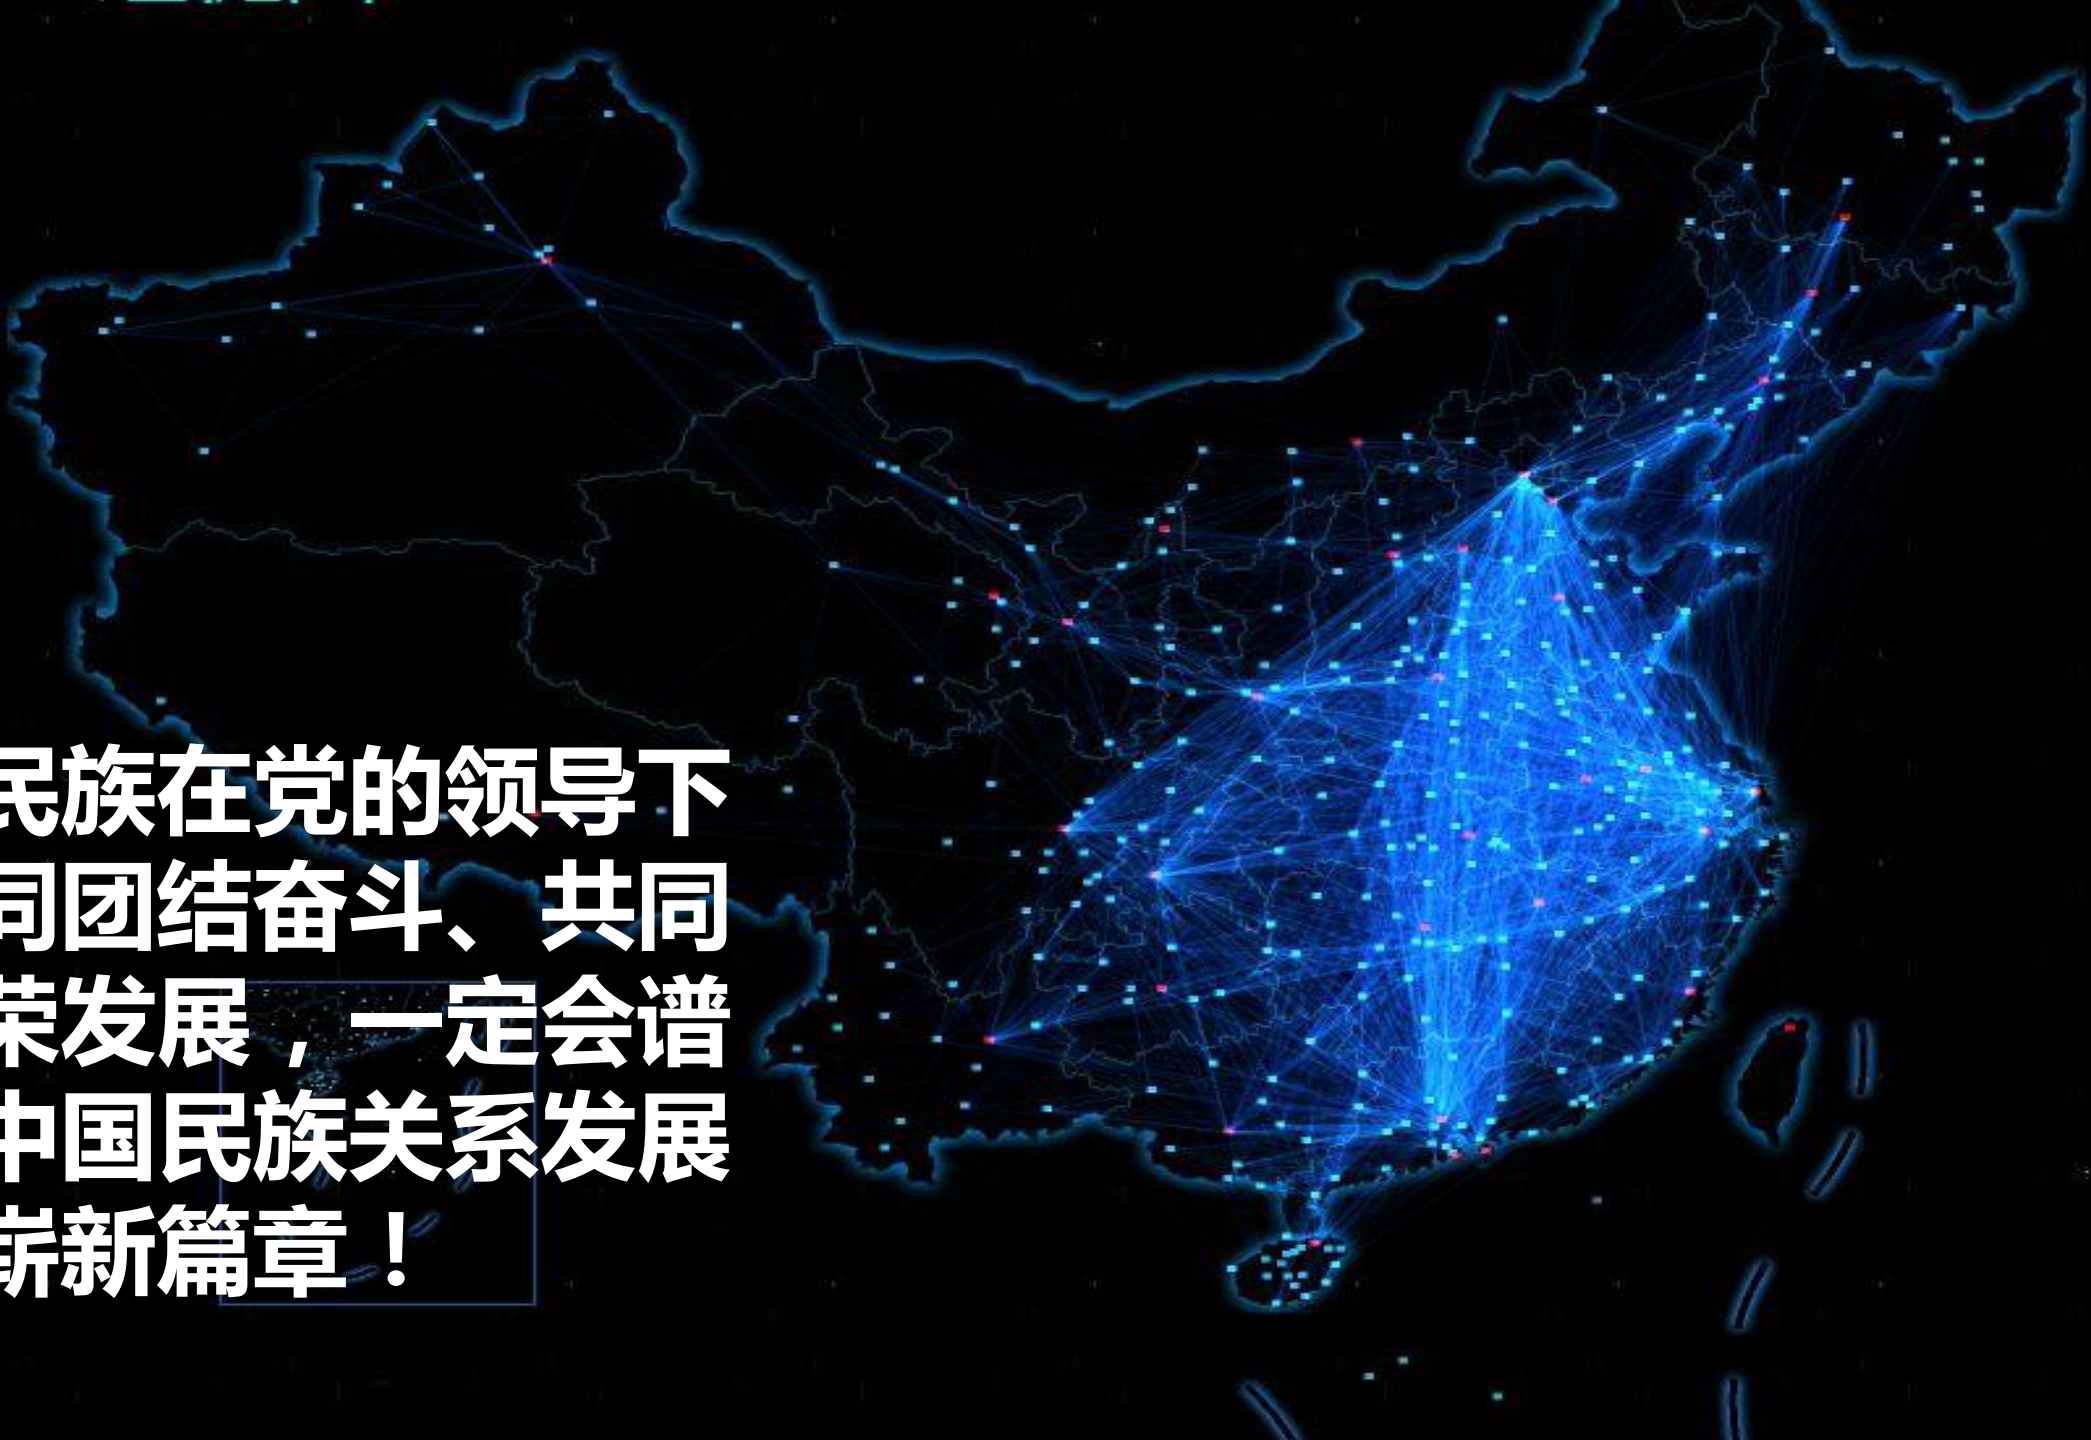 民族在党的领导下
同团结奋斗、共同
荣发展，一定会谱
中国民族关系发展
崭新篇章！